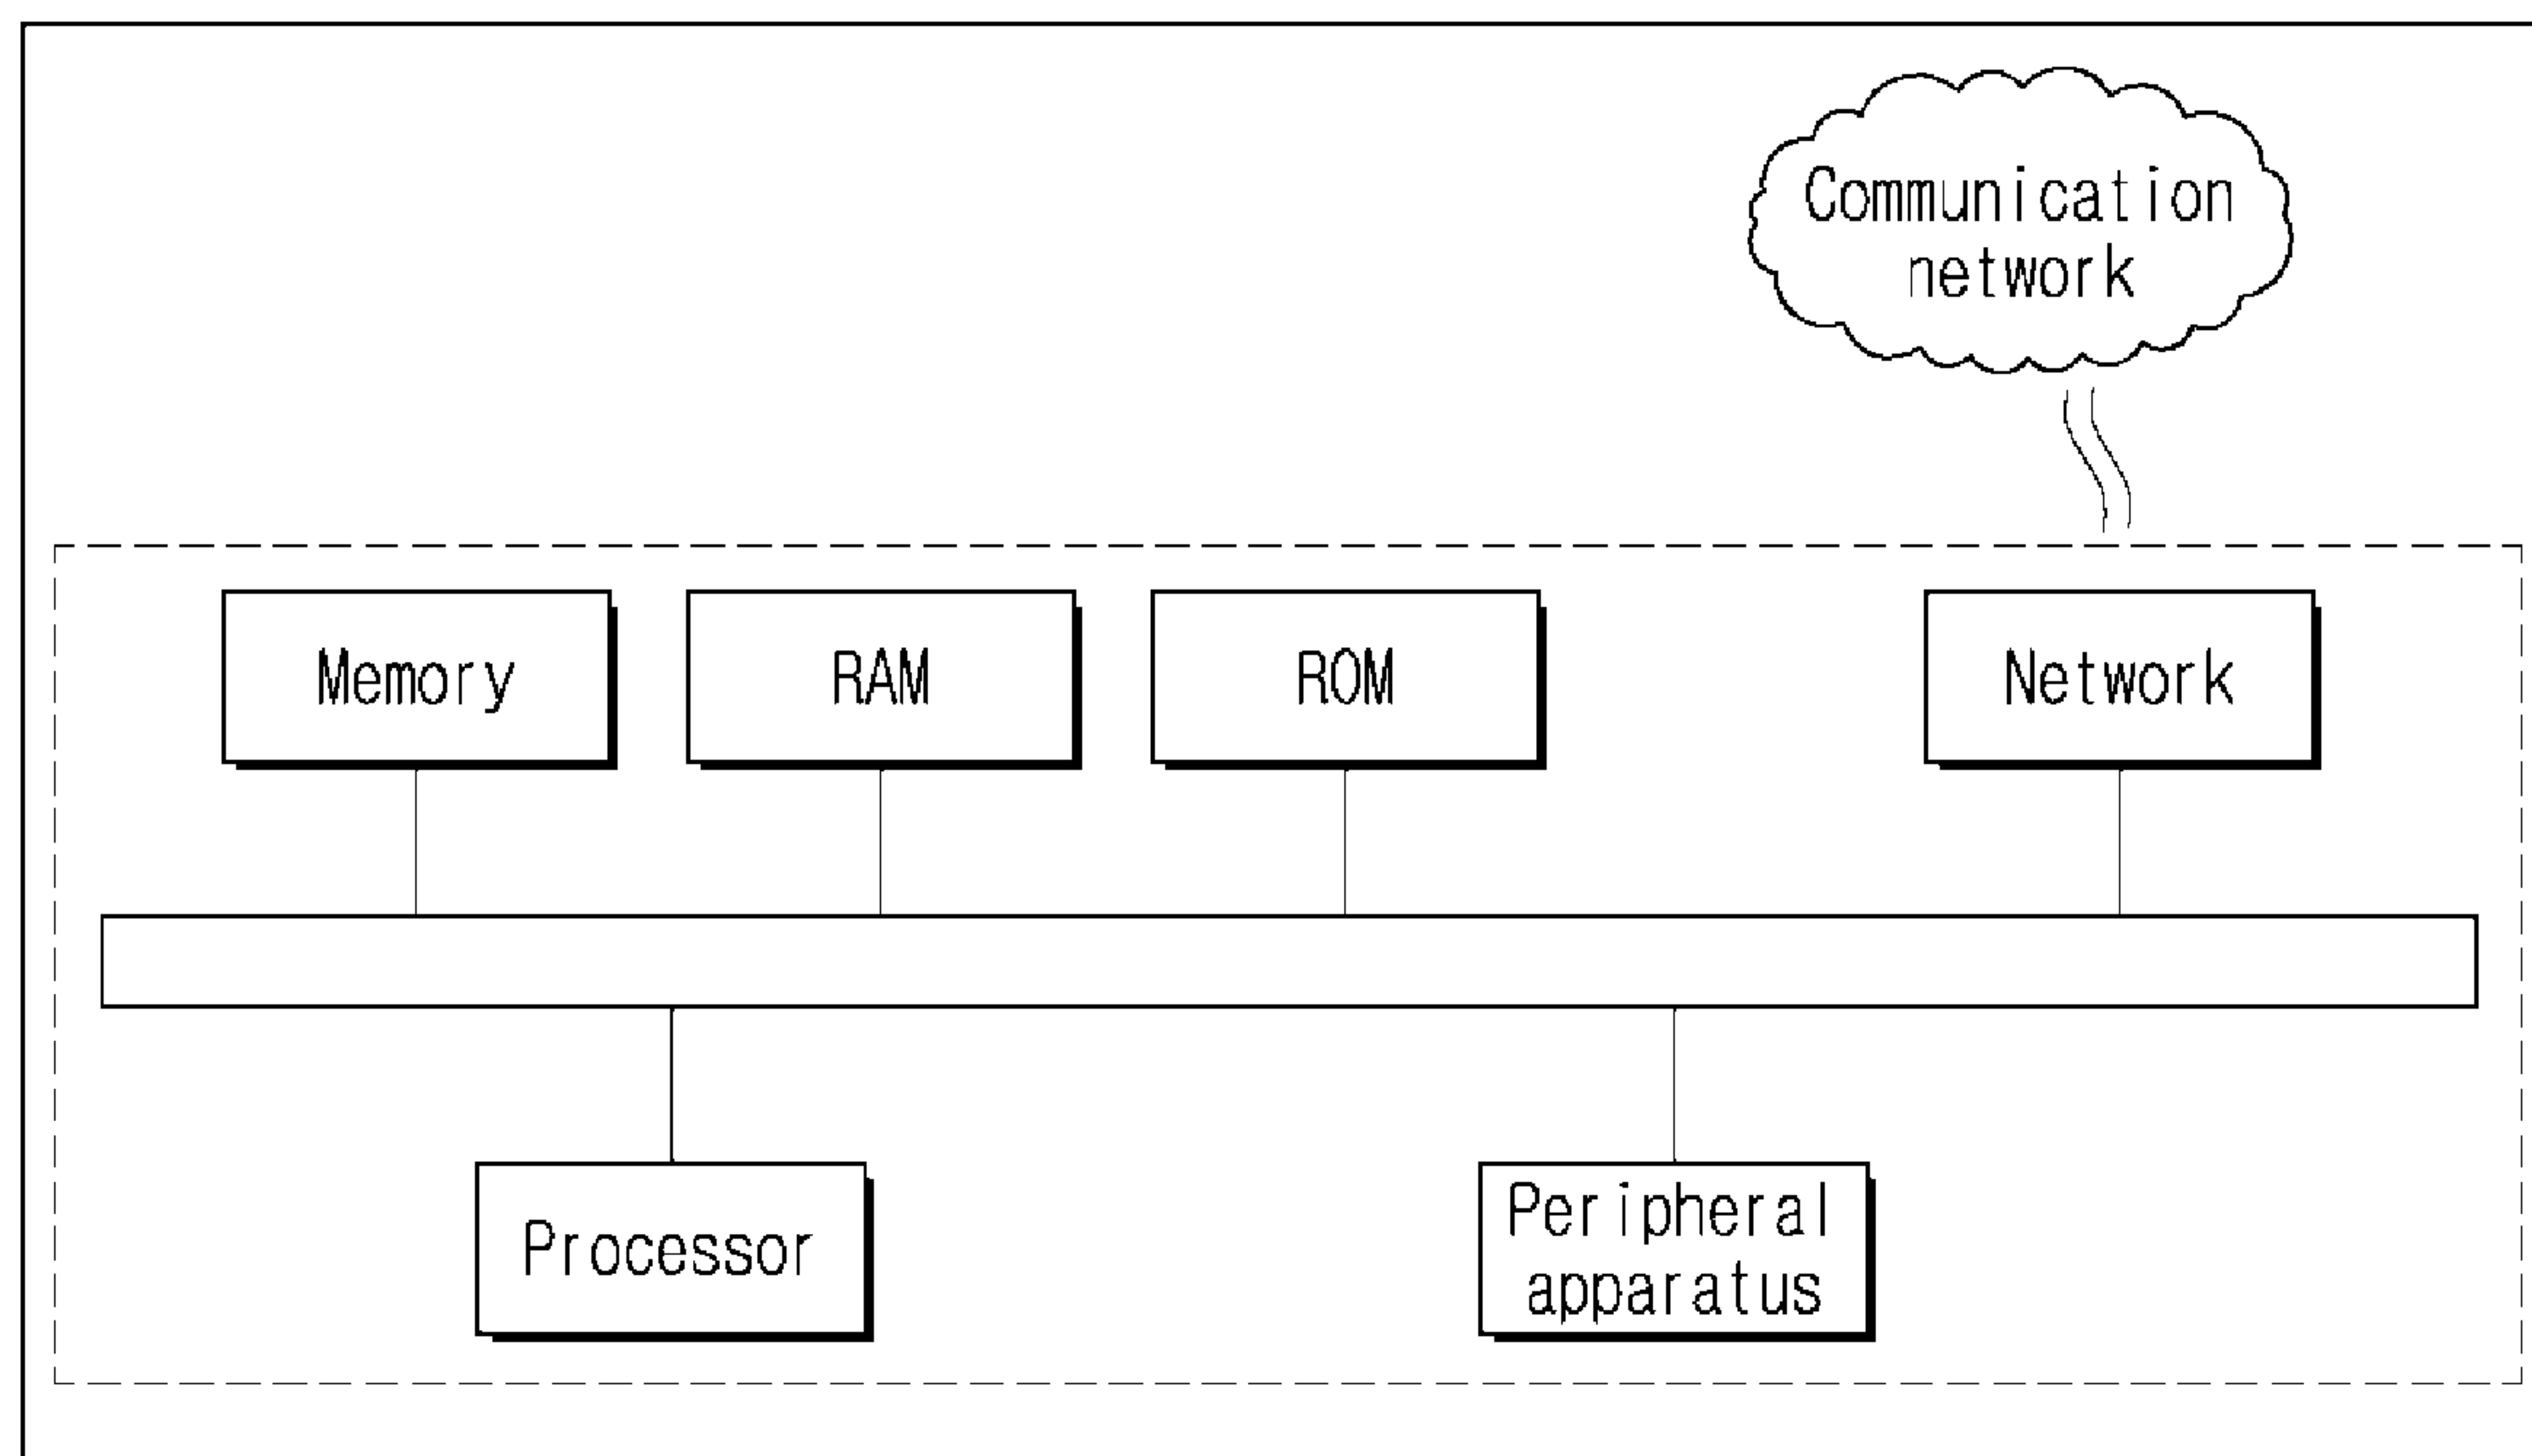 Communication
network
Memory
RAM
ROM
Network
Processor
Peripheral
apparatus